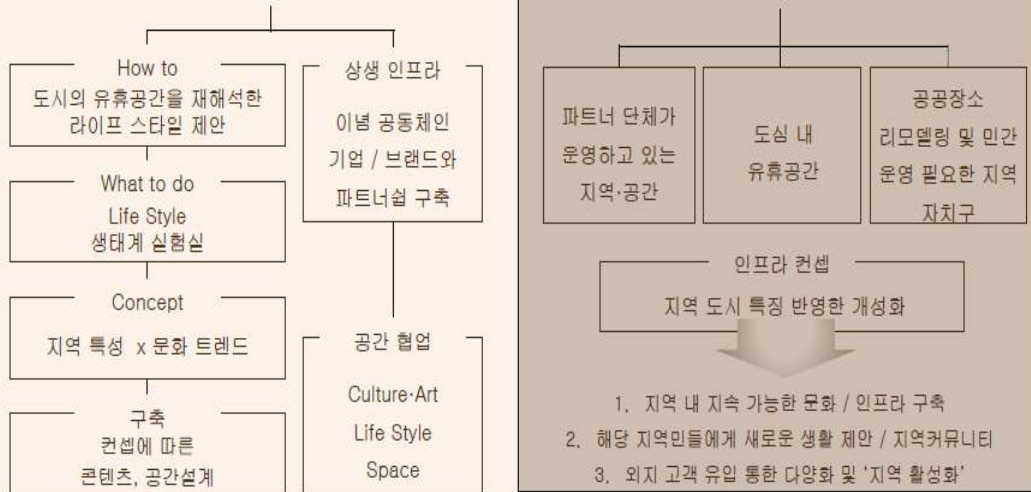 How to
도시의 유휴공간을 재해석한
라이프 스타일 제안
What to do
Life Style
생태계 실험실
Concept
지역 특성 x 문화 트렌드
구축
컨셉에 따른
콘텐츠, 공간설계
상생 인프라
이념 공동체인
기업 / 브랜드와
파트너쉽 구축
공간 협업
Culture·Art
Life Style
Space
파트너 단체가
운영하고 있는
지역·공간
도심 내
유휴공간
공공장소
리모델링 및 민간
운영 필요한 지역
자치구
인프라 컨셉
지역 도시 특징 반영한 개성화
1. 지역 내 지속 가능한 문화 / 인프라 구축
2. 해당 지역민들에게 새로운 생활 제안 / 지역커뮤니티
3. 외지 고객 유입 통한 다양화 및 '지역 활성화'